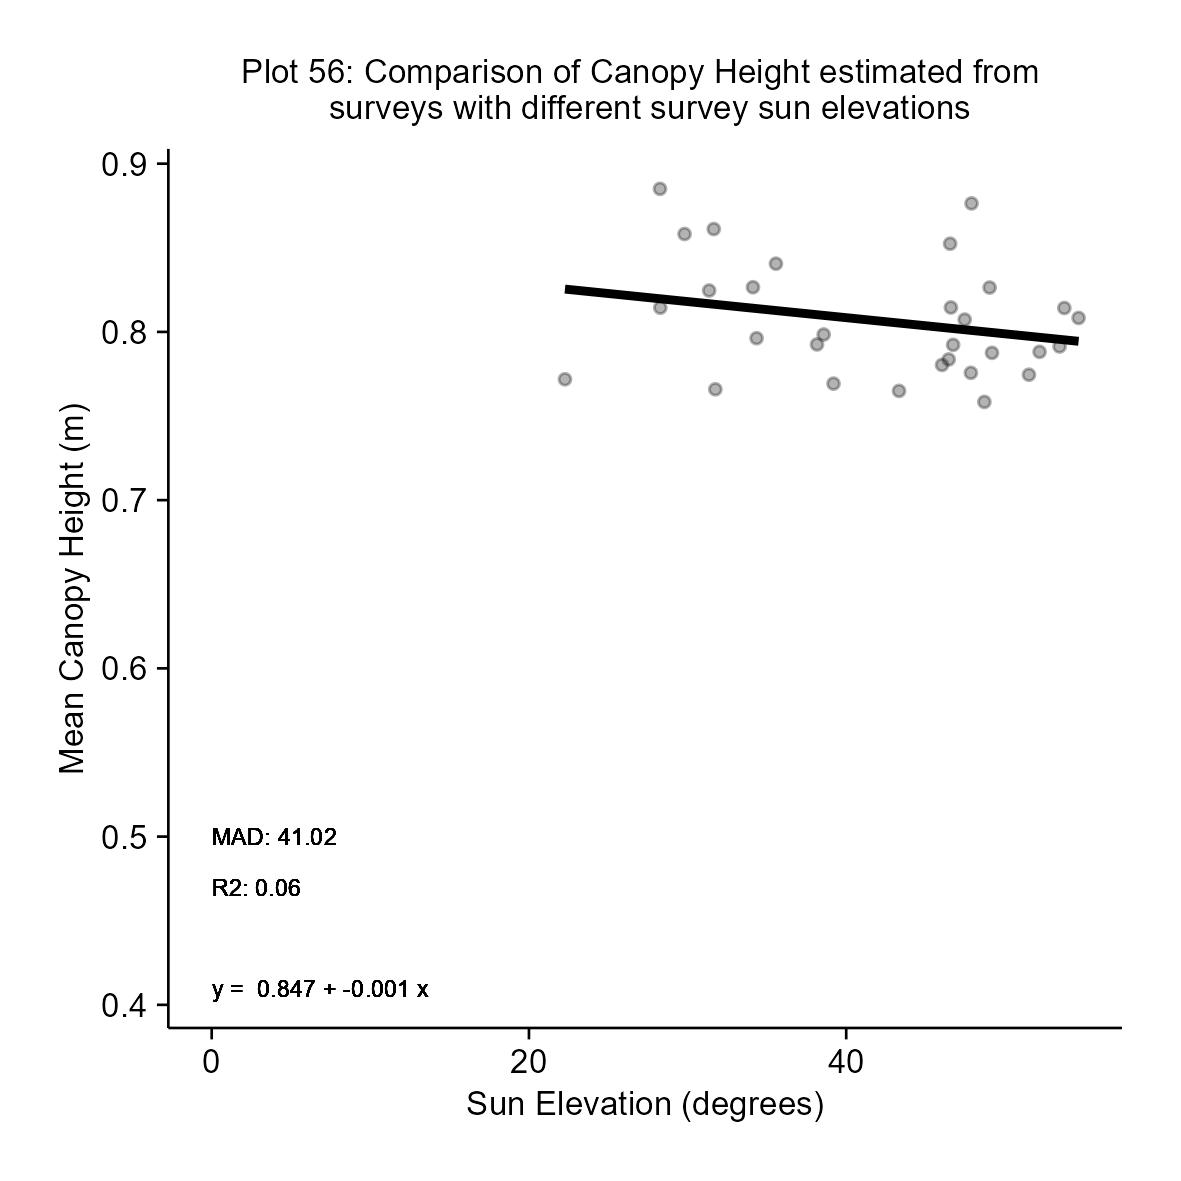 Plot 56: Comparison of Canopy Height estimated from
surveys with different survey sun elevations
Mean Canopy Height (m)
0.9
0.8
0.7
0.6
0.5
0.4
MAD: 41.02
R2: 0.06
y =  0.847 + -0.001 x
0
20
40
Sun Elevation (degrees)